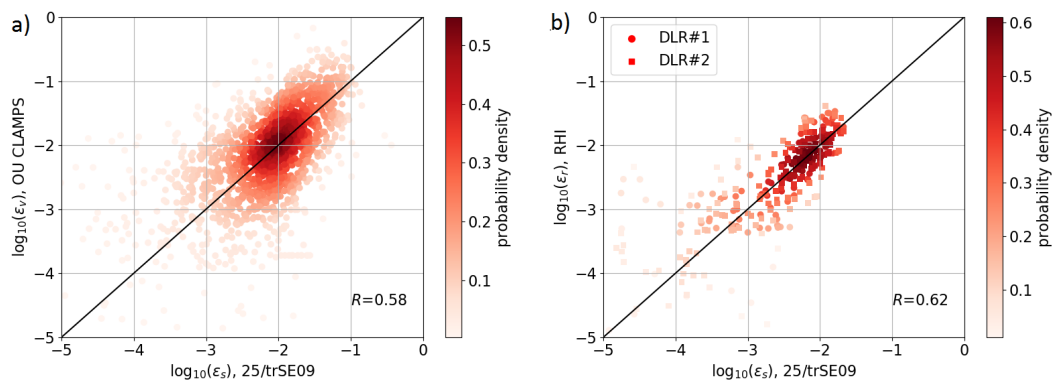 a)
log₁₀(εᵥ), OU CLAMPS
0
−1
−2
−3
−4
−5
−5 −4 −3 −2 −1 0
log₁₀(εₛ), 25/trSE09
R=0.58
0.5
0.4
0.3
0.2
0.1
probability density
b)
DLR#1
DLR#2
log₁₀(εᵣ), RHI
0
−1
−2
−3
−4
−5
−5 −4 −3 −2 −1 0
log₁₀(εₛ), 25/trSE09
R=0.62
0.6
0.5
0.4
0.3
0.2
0.1
probability density